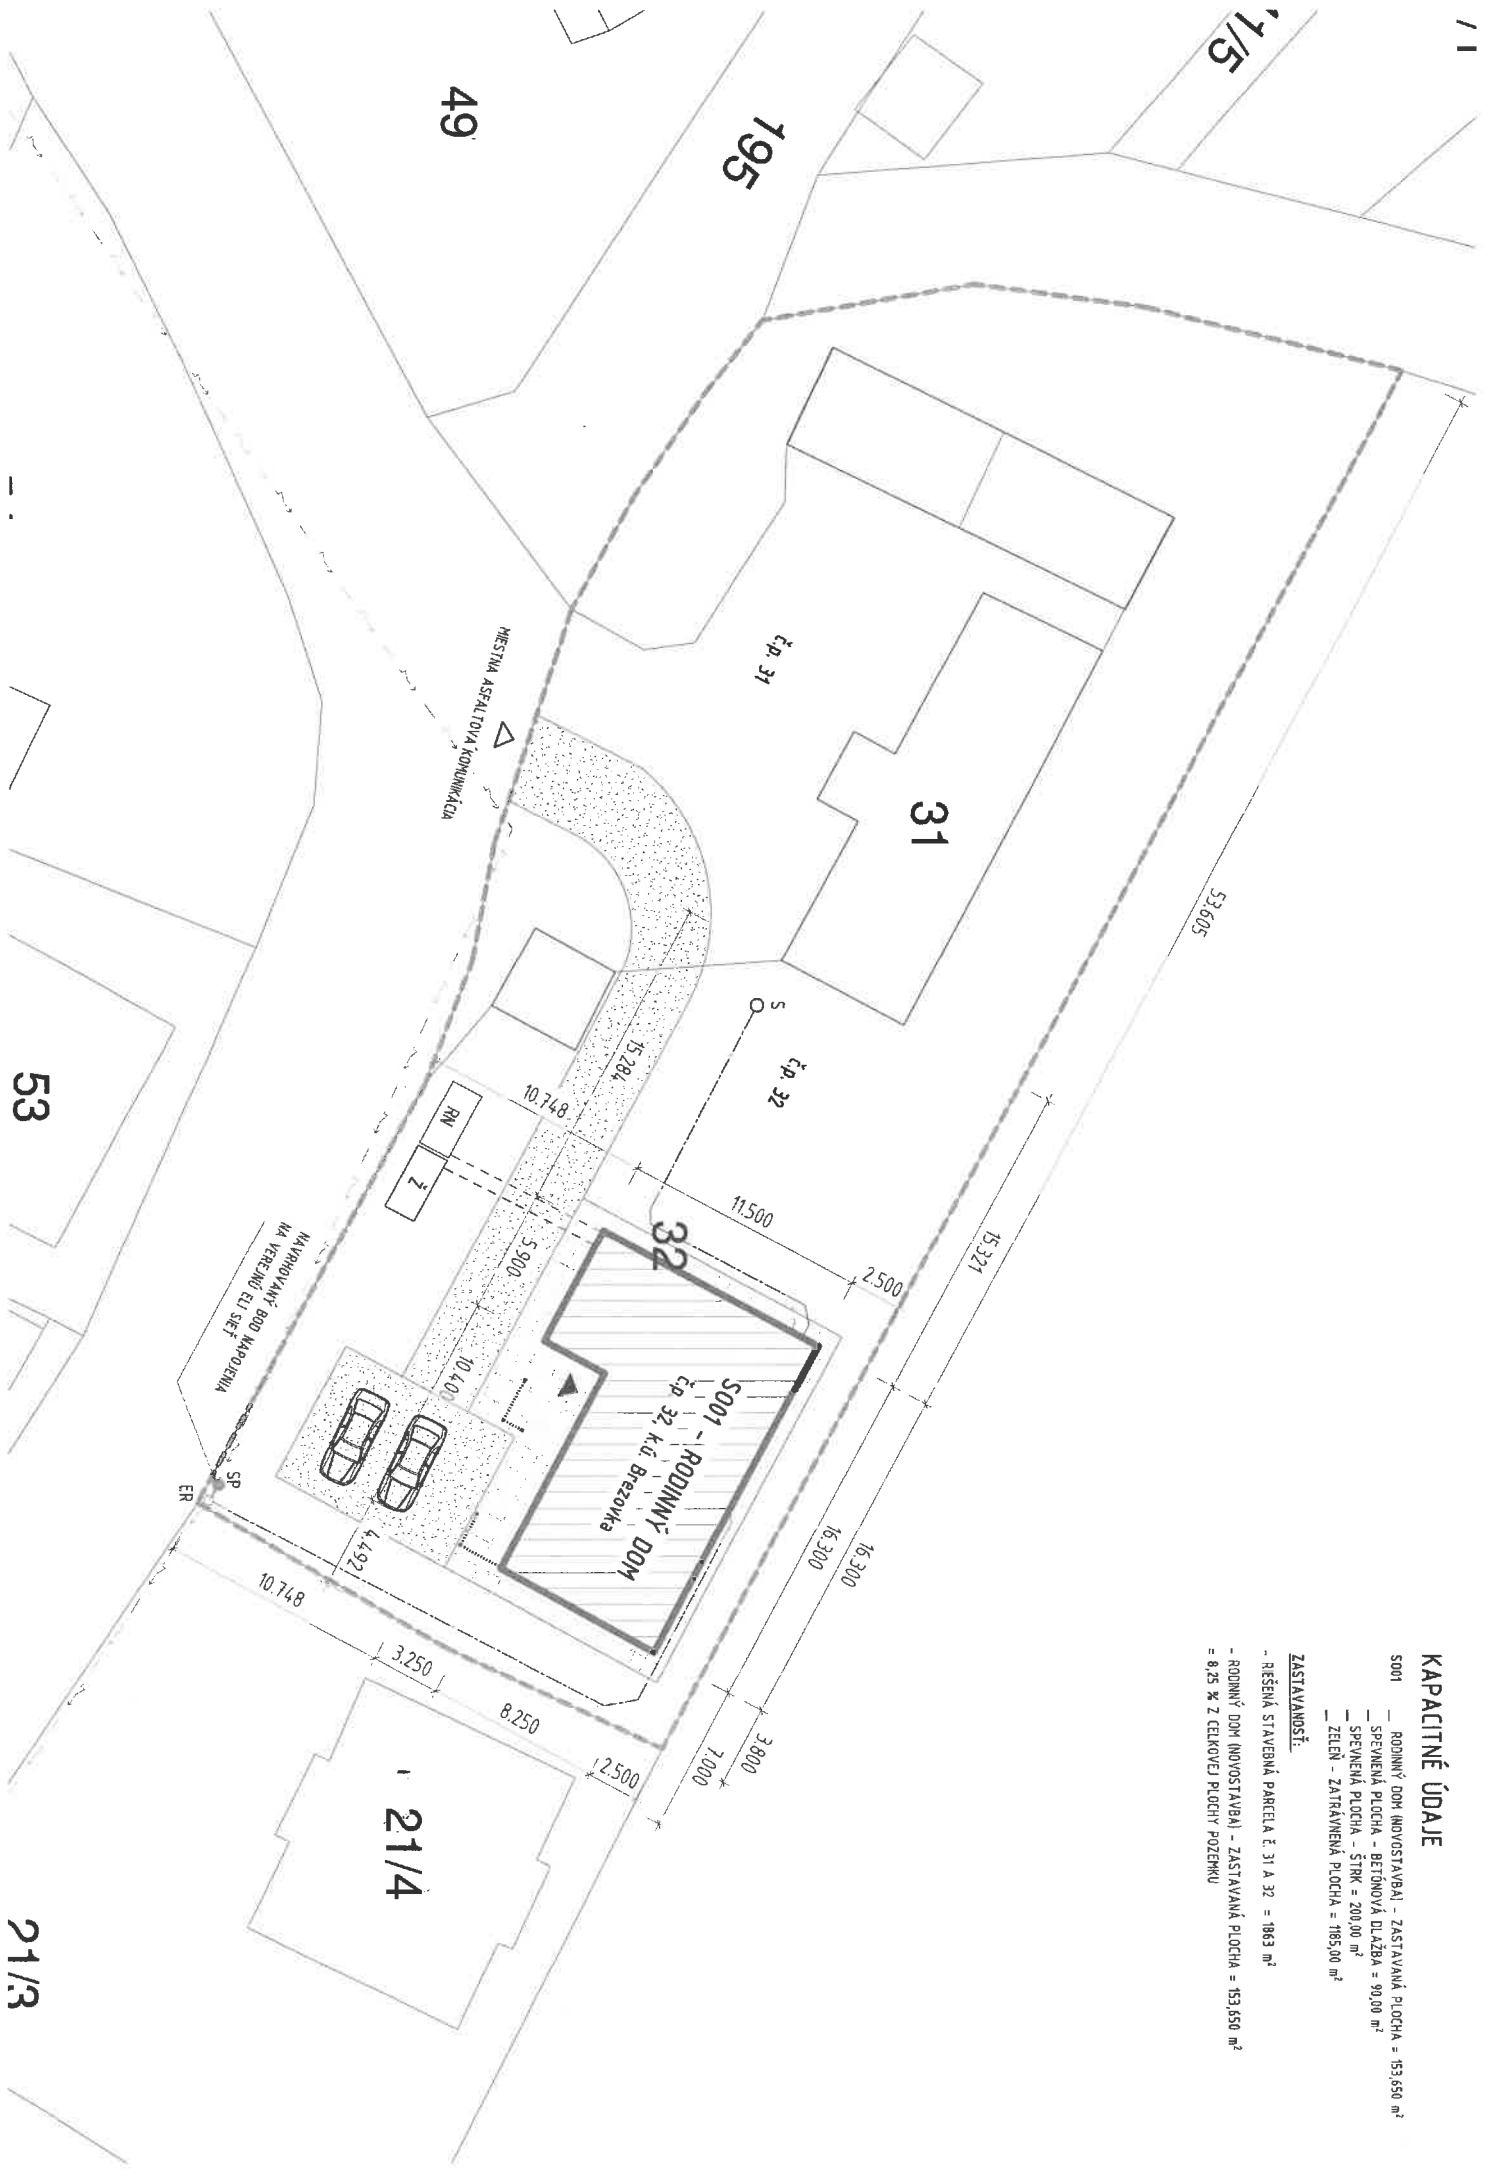 KAPACITNÉ ÚDAJE
SO01 _ RODINNÝ DOM (NOVOSTAVBA) - ZASTAVANÁ PLOCHA = 153,650 m²
_ SPEVNENÁ PLOCHA - BETÓNOVÁ DLAŽBA = 90,00 m²
_ SPEVNENÁ PLOCHA - ŠTRK = 200,00 m²
_ ZELEŇ - ZATRÁVNENÁ PLOCHA = 1185,00 m²
ZASTAVANOSŤ:
- RIEŠENÁ STAVEBNÁ PARCELA Č. 31 A 32 = 1863 m²
- RODINNÝ DOM (NOVOSTAVBA) - ZASTAVANÁ PLOCHA = 153,650 m²
= 8,25 % Z CELKOVEJ PLOCHY POZEMKU
11/5
195
49
53.605
č.p. 31
31
MIESTNA ASFALTOVÁ KOMUNIKÁCIA
S
č.p. 32
15.284
10.748
15.321
11.500
2.500
32
RN
Ž
5.900
10.400
SO01 - RODINNÝ DOM
č.p. 32, k.ú. Brezovka
16.300
16.300
53
NAVRHOVANÝ BOD NAPOJENIA
NA VEREJNÚ ELI SIEŤ
SP
ER
4.492
10.748
3.250
8.250
2.500
7.000
3.800
21/4
21/3